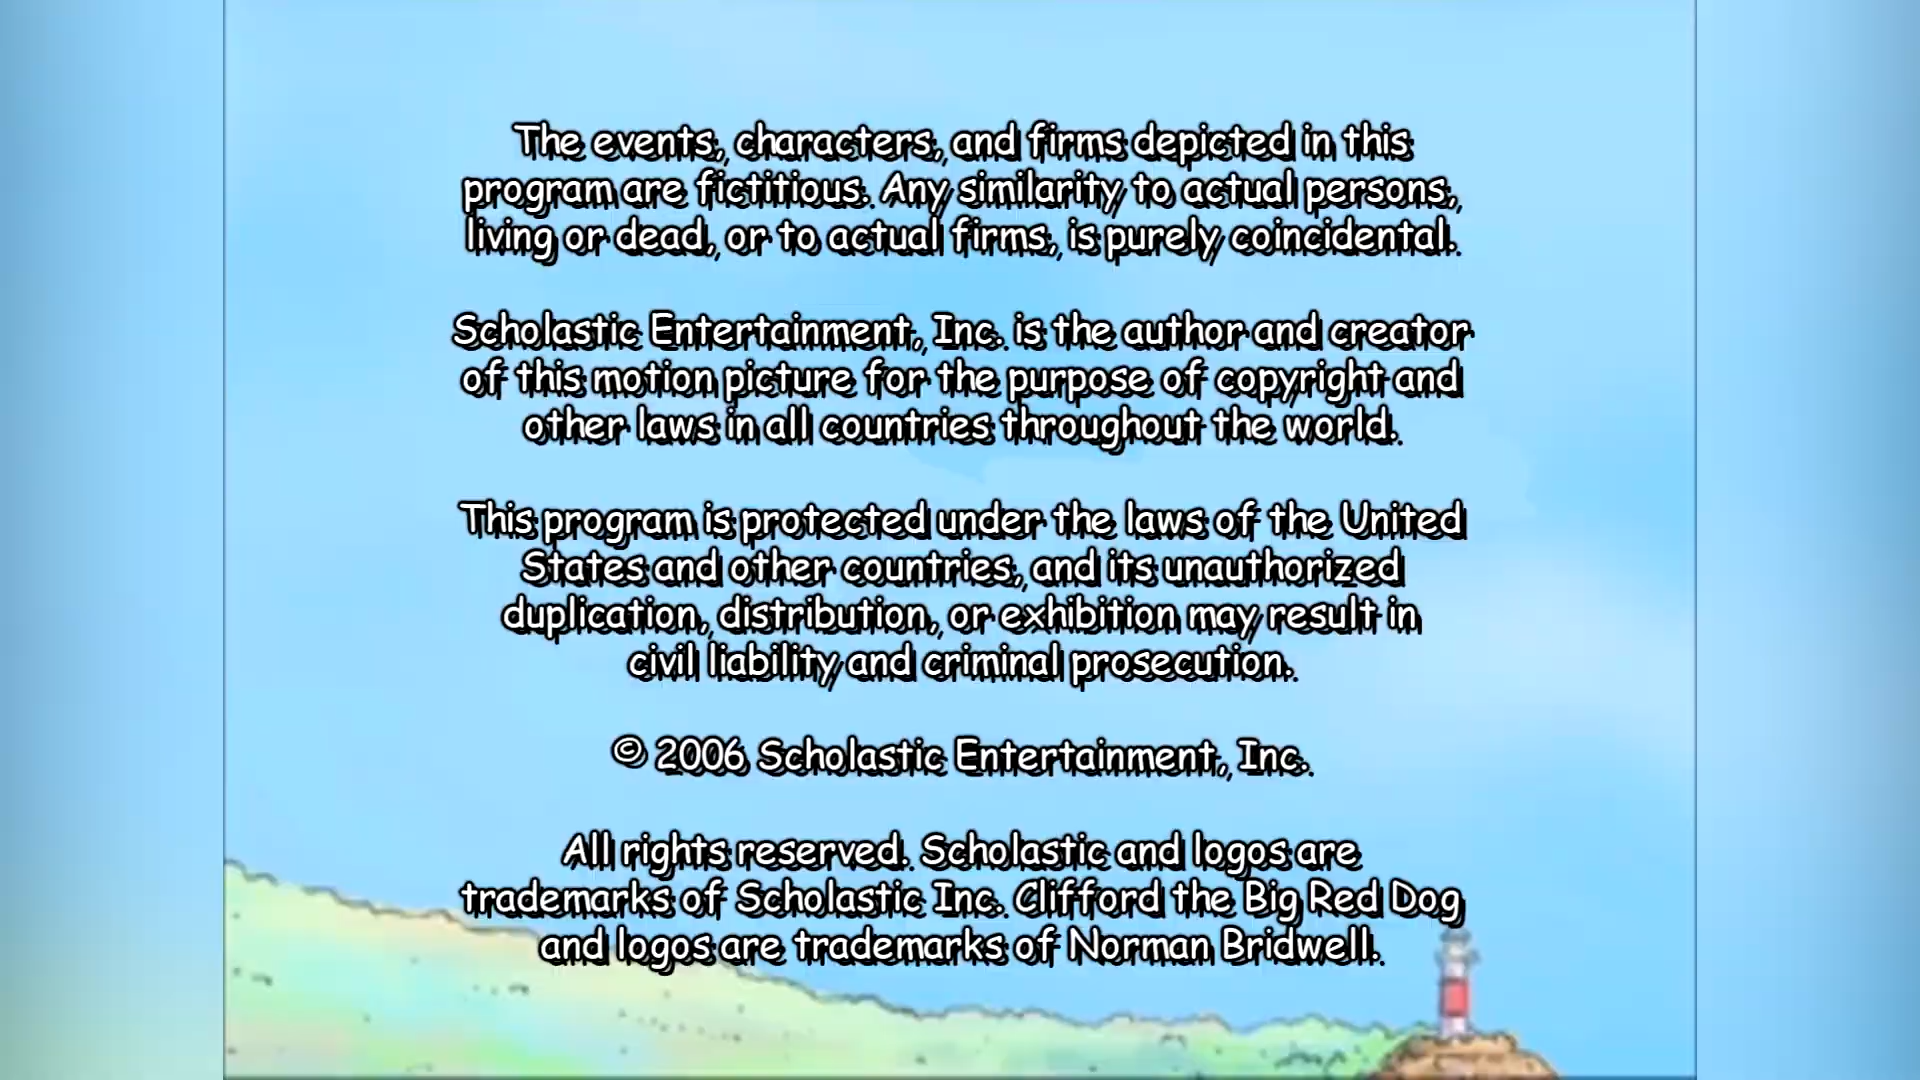 The events, characters, and firms depicted in this
program are fictitious. Any similarity to actual persons,
living or dead, or to actual firms, is purely coincidental.
Scholastic Entertainment, Inc. is the author and creator
of this motion picture for the purpose of copyright and
other laws in all countries throughout the world.
This program is protected under the laws of the United
States and other countries, and its unauthorized
duplication, distribution, or exhibition may result in
civil liability and criminal prosecution.
© 2006 Scholastic Entertainment, Inc.
All rights reserved. Scholastic and logos are
trademarks of Scholastic Inc. Clifford the Big Red Dog
and logos are trademarks of Norman Bridwell.